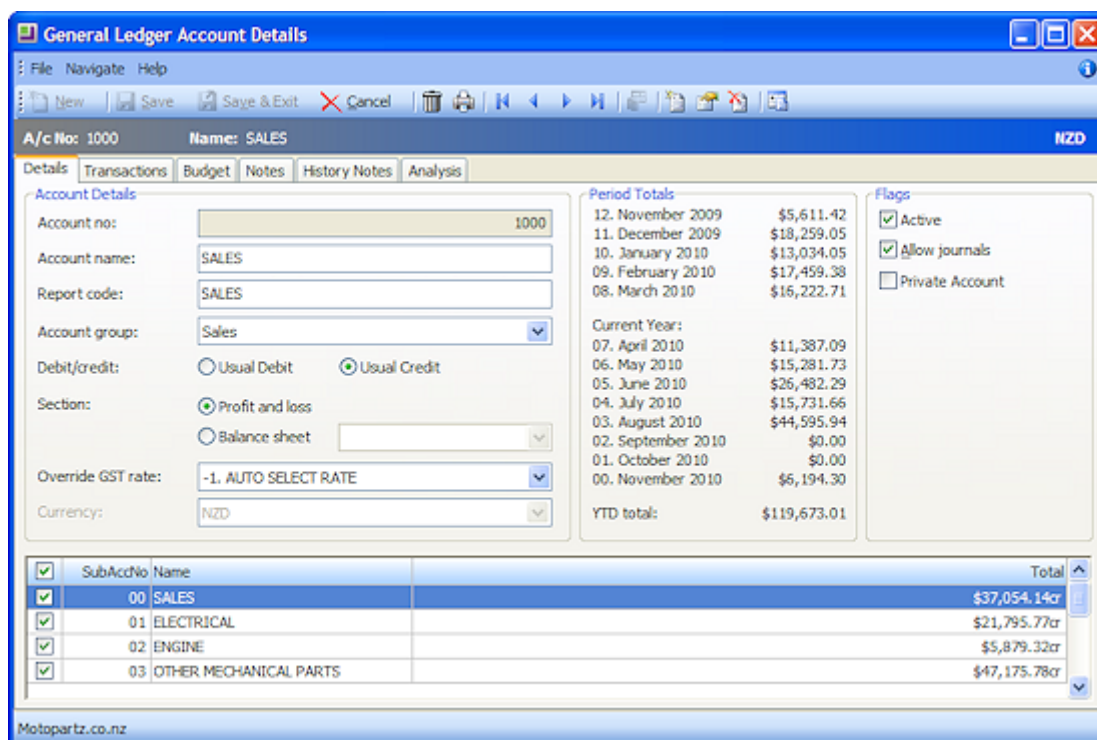 General Ledger Account Details
File Navigate Help
New Save Save & Exit Cancel
A/c No: 1000 Name: SALES NZD
Details Transactions Budget Notes History Notes Analysis
Account Details
Account no: 1000
Account name: SALES
Report code: SALES
Account group: Sales
Debit/credit: Usual Debit Usual Credit
Section: Profit and loss
Balance sheet
Override GST rate: -1. AUTO SELECT RATE
Currency: NZD
Period Totals
12. November 2009 $5,611.42
11. December 2009 $18,259.05
10. January 2010 $13,034.05
09. February 2010 $17,459.38
08. March 2010 $16,222.71
Current Year:
07. April 2010 $11,387.09
06. May 2010 $15,281.73
05. June 2010 $26,482.29
04. July 2010 $15,731.66
03. August 2010 $44,595.94
02. September 2010 $0.00
01. October 2010 $0.00
00. November 2010 $6,194.30
YTD total: $119,673.01
Flags
Active
Allow journals
Private Account
SubAccNo Name Total
00 SALES $37,054.14cr
01 ELECTRICAL $21,795.77cr
02 ENGINE $5,879.32cr
03 OTHER MECHANICAL PARTS $47,175.78cr
Motopartz.co.nz